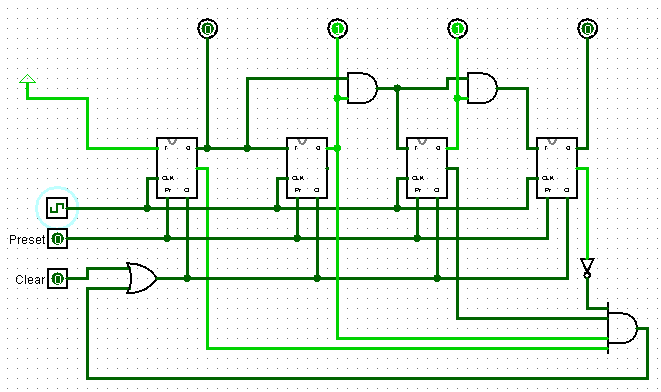 0 1 1 0
T Q T Q T Q T Q
CLK CLK CLK CLK
Pr Cl Pr Cl Pr Cl Pr Cl
Preset 0
Clear 0